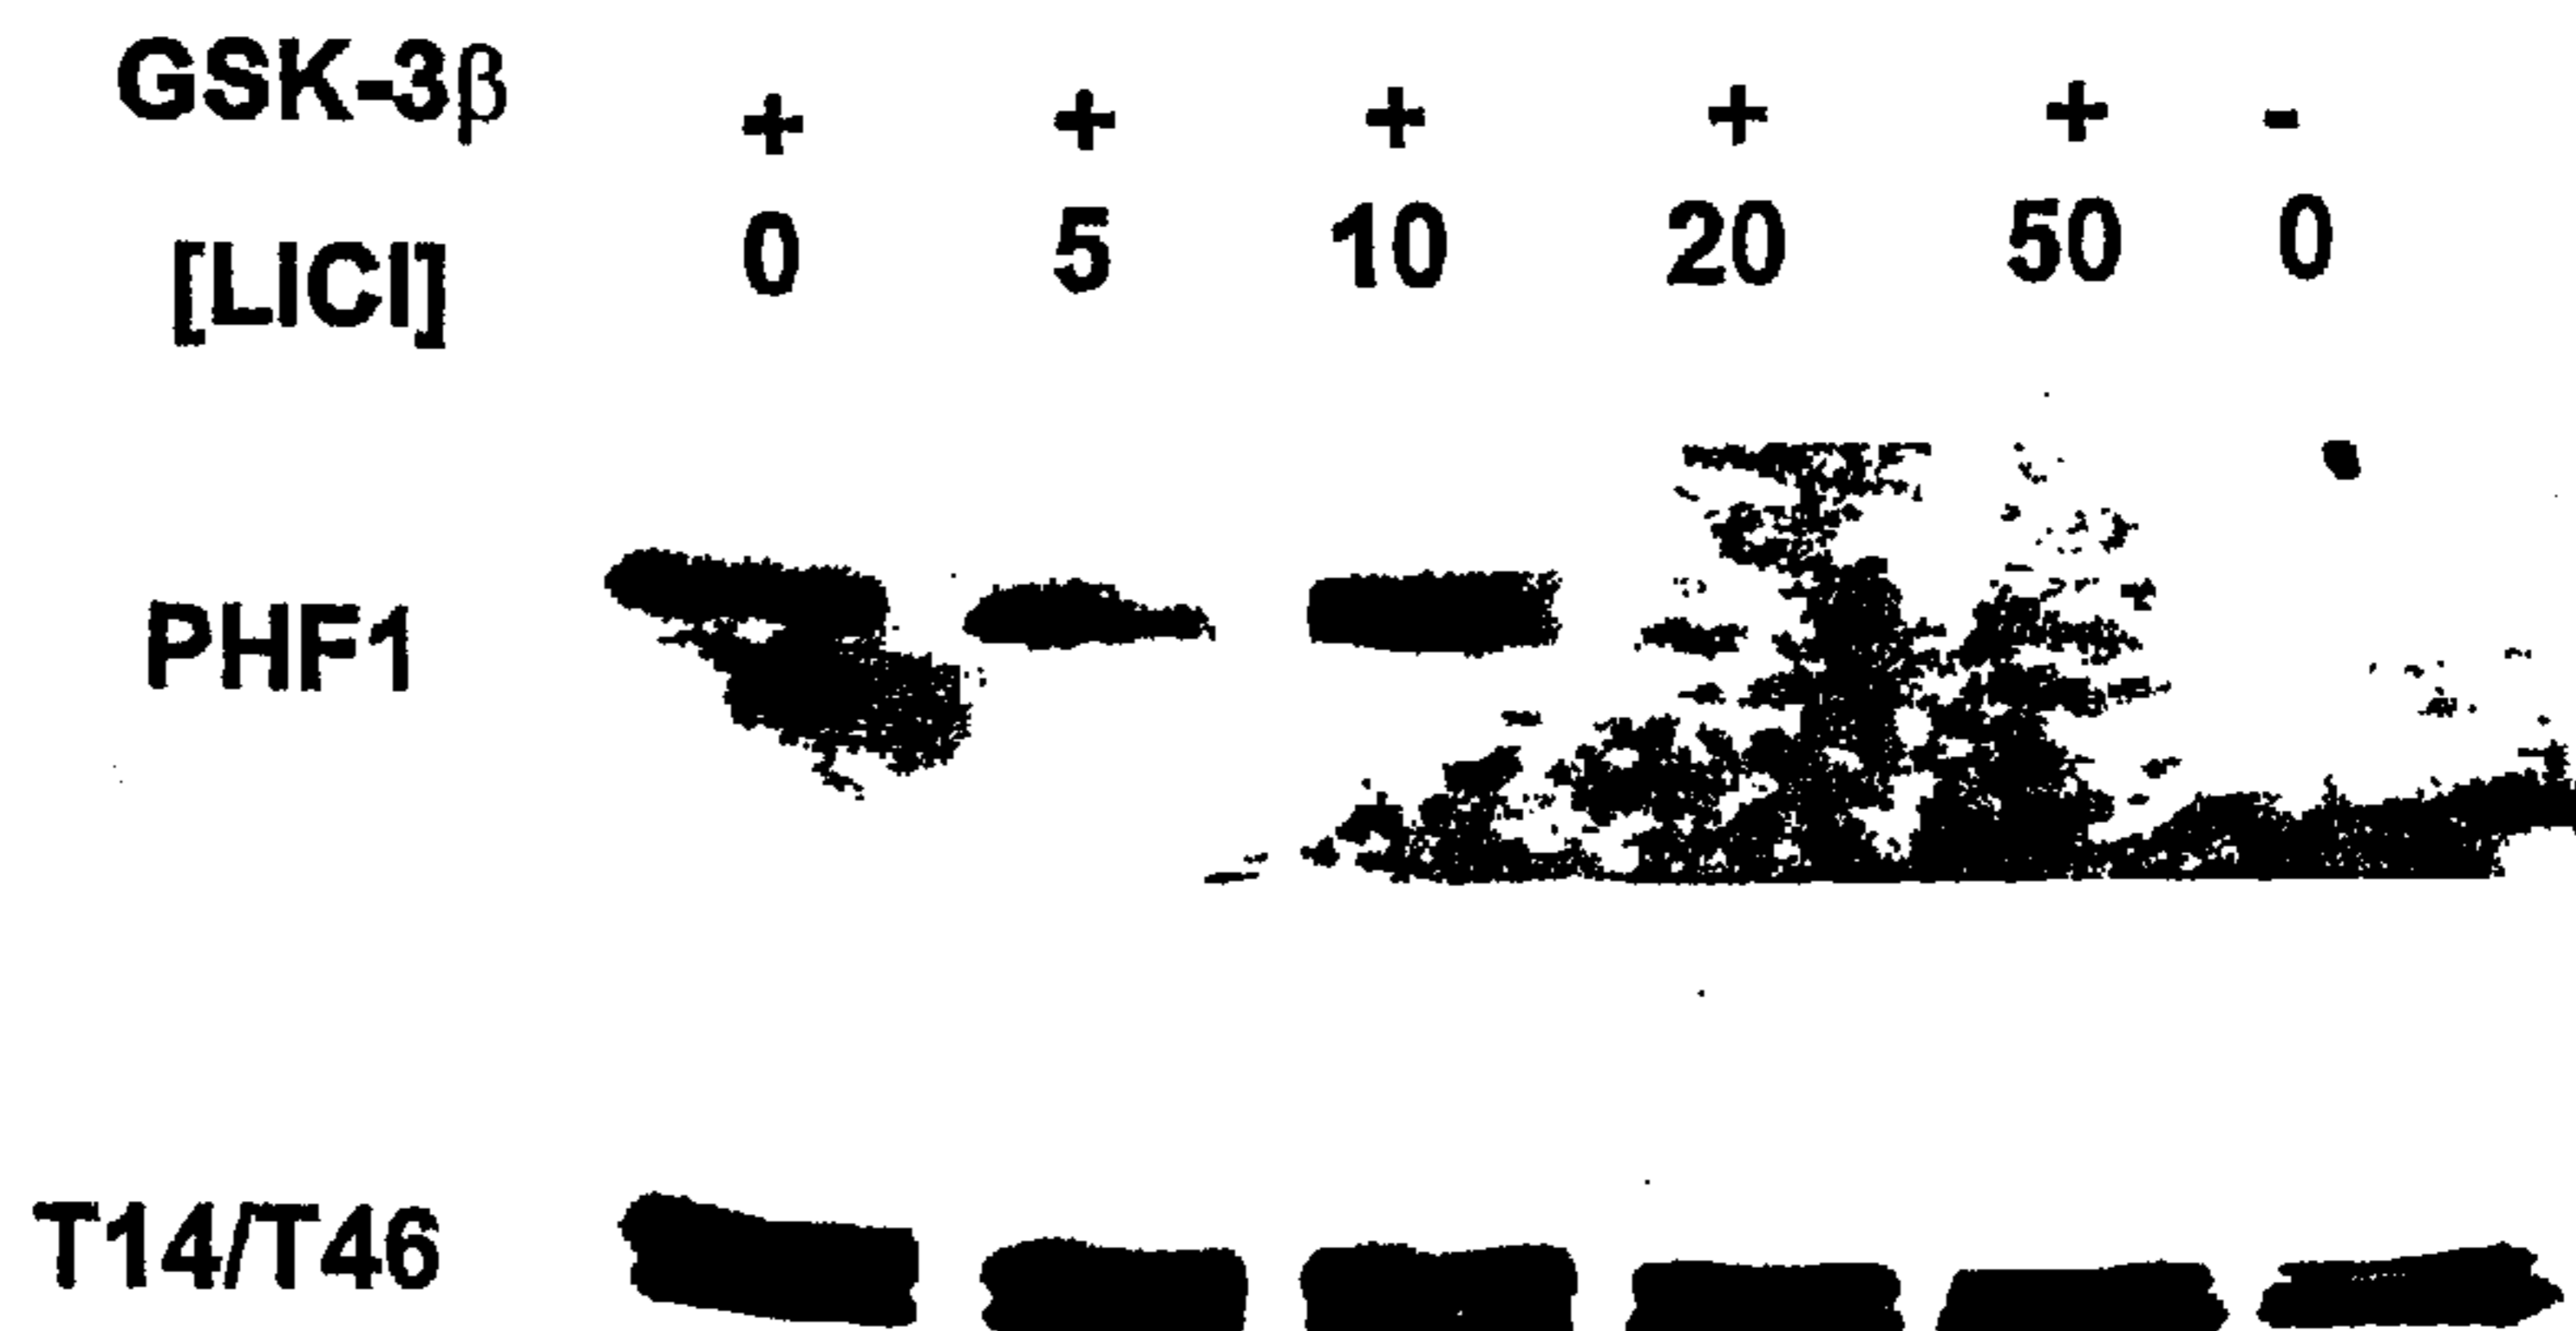 GSK-3β + + + + + -
[LiCl] 0 5 10 20 50 0
PHF1
T14/T46